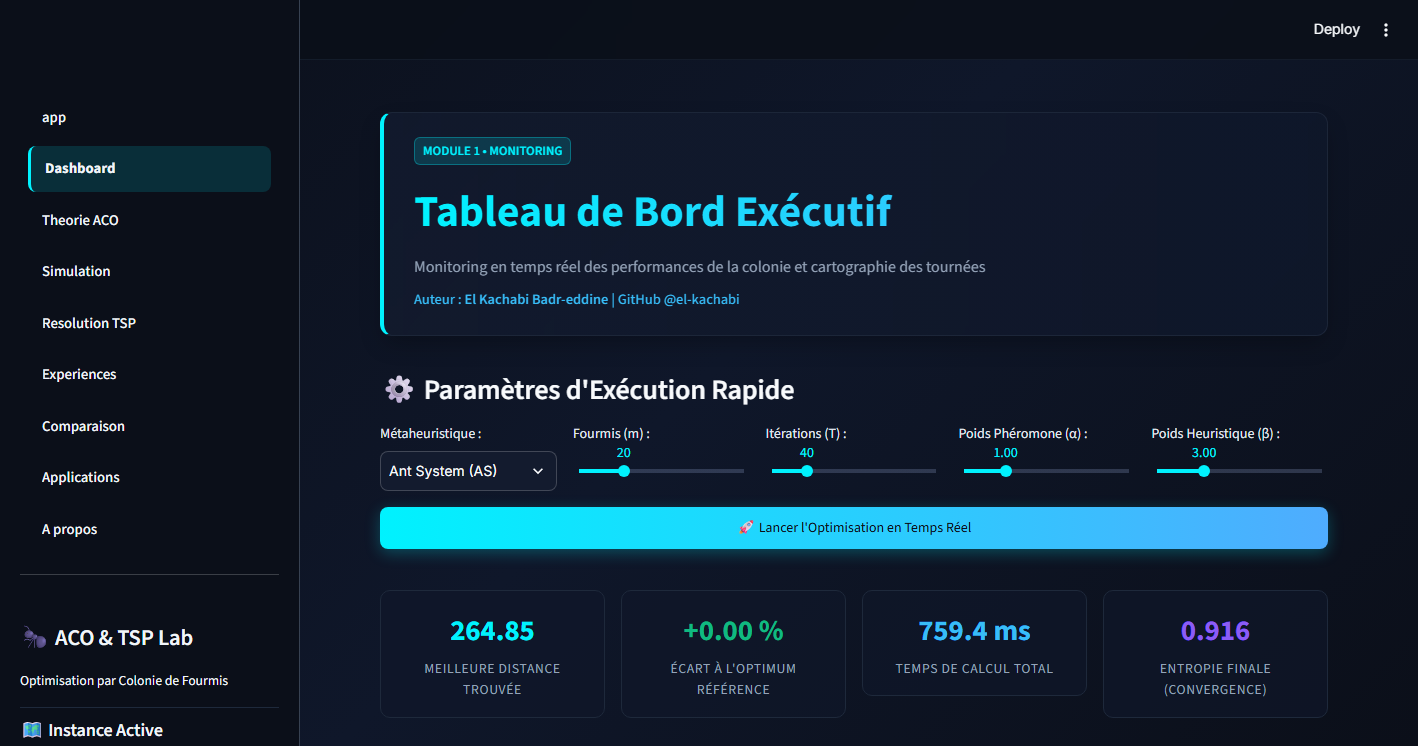 Deploy
app
Dashboard
Theorie ACO
Simulation
Resolution TSP
Experiences
Comparaison
Applications
A propos
ACO & TSP Lab
Optimisation par Colonie de Fourmis
Instance Active
MODULE 1 • MONITORING
Tableau de Bord Exécutif
Monitoring en temps réel des performances de la colonie et cartographie des tournées
Auteur : El Kachabi Badr-eddine | GitHub @el-kachabi
Paramètres d'Exécution Rapide
Métaheuristique :
Ant System (AS)
Fourmis (m) :
20
Itérations (T) :
40
Poids Phéromone (α) :
1.00
Poids Heuristique (β) :
3.00
Lancer l'Optimisation en Temps Réel
264.85
MEILLEURE DISTANCE
TROUVÉE
+0.00 %
ÉCART À L'OPTIMUM
RÉFÉRENCE
759.4 ms
TEMPS DE CALCUL TOTAL
0.916
ENTROPIE FINALE
(CONVERGENCE)